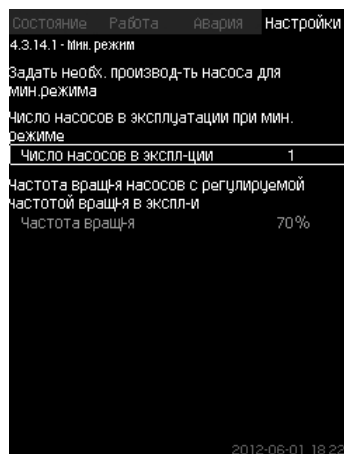 Состояние Работа Авария Настройки
4.3.14.1 - Мин. режим
Задать необх. производ-ть насоса для
мин.режима
Число насосов в эксплуатации при мин.
режиме
Число насосов в экспл-ции 1
Частота вращ-я насосов с регулируемой
частотой вращ-я в экспл-и
Частота вращ-я 70%
2012-06-01 18:22